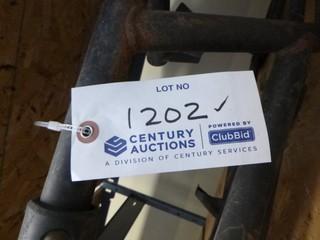 LOT NO
1202 ✓
CENTURY AUCTIONS
POWERED BY
ClubBid
A DIVISION OF CENTURY SERVICES